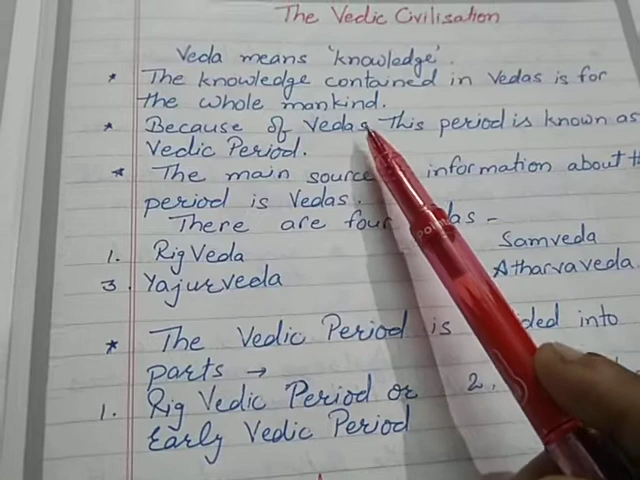 The Vedic Civilisation
Veda means 'knowledge'.
* The knowledge contained in Vedas is for
the whole mankind.
* Because of Vedas This period is known as
Vedic Period.
* The main source information about
period is Vedas.
There are four das -
1. Rig Veda Samveda
3. Yajurveda Atharvaveda.
* The Vedic Period is ided into
parts →
1. Rig Vedic Period or 2.
Early Vedic Period